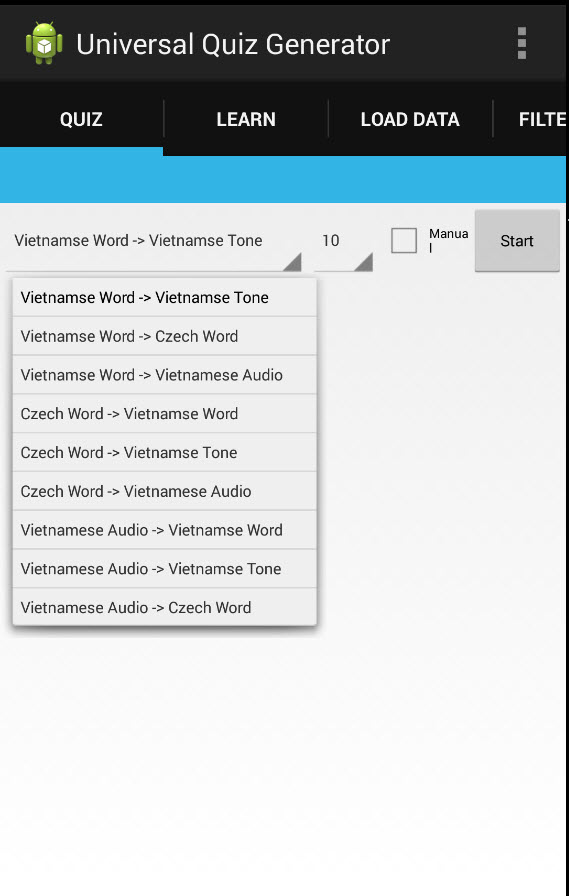 Universal Quiz Generator
QUIZ LEARN LOAD DATA FILTE
Vietnamse Word -> Vietnamse Tone 10 Manua
l Start
Vietnamse Word -> Vietnamse Tone
Vietnamse Word -> Czech Word
Vietnamse Word -> Vietnamese Audio
Czech Word -> Vietnamse Word
Czech Word -> Vietnamse Tone
Czech Word -> Vietnamese Audio
Vietnamese Audio -> Vietnamse Word
Vietnamese Audio -> Vietnamse Tone
Vietnamese Audio -> Czech Word